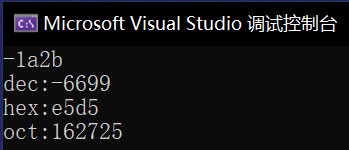 C:\ Microsoft Visual Studio 调试控制台
-1a2b
dec:-6699
hex:e5d5
oct:162725